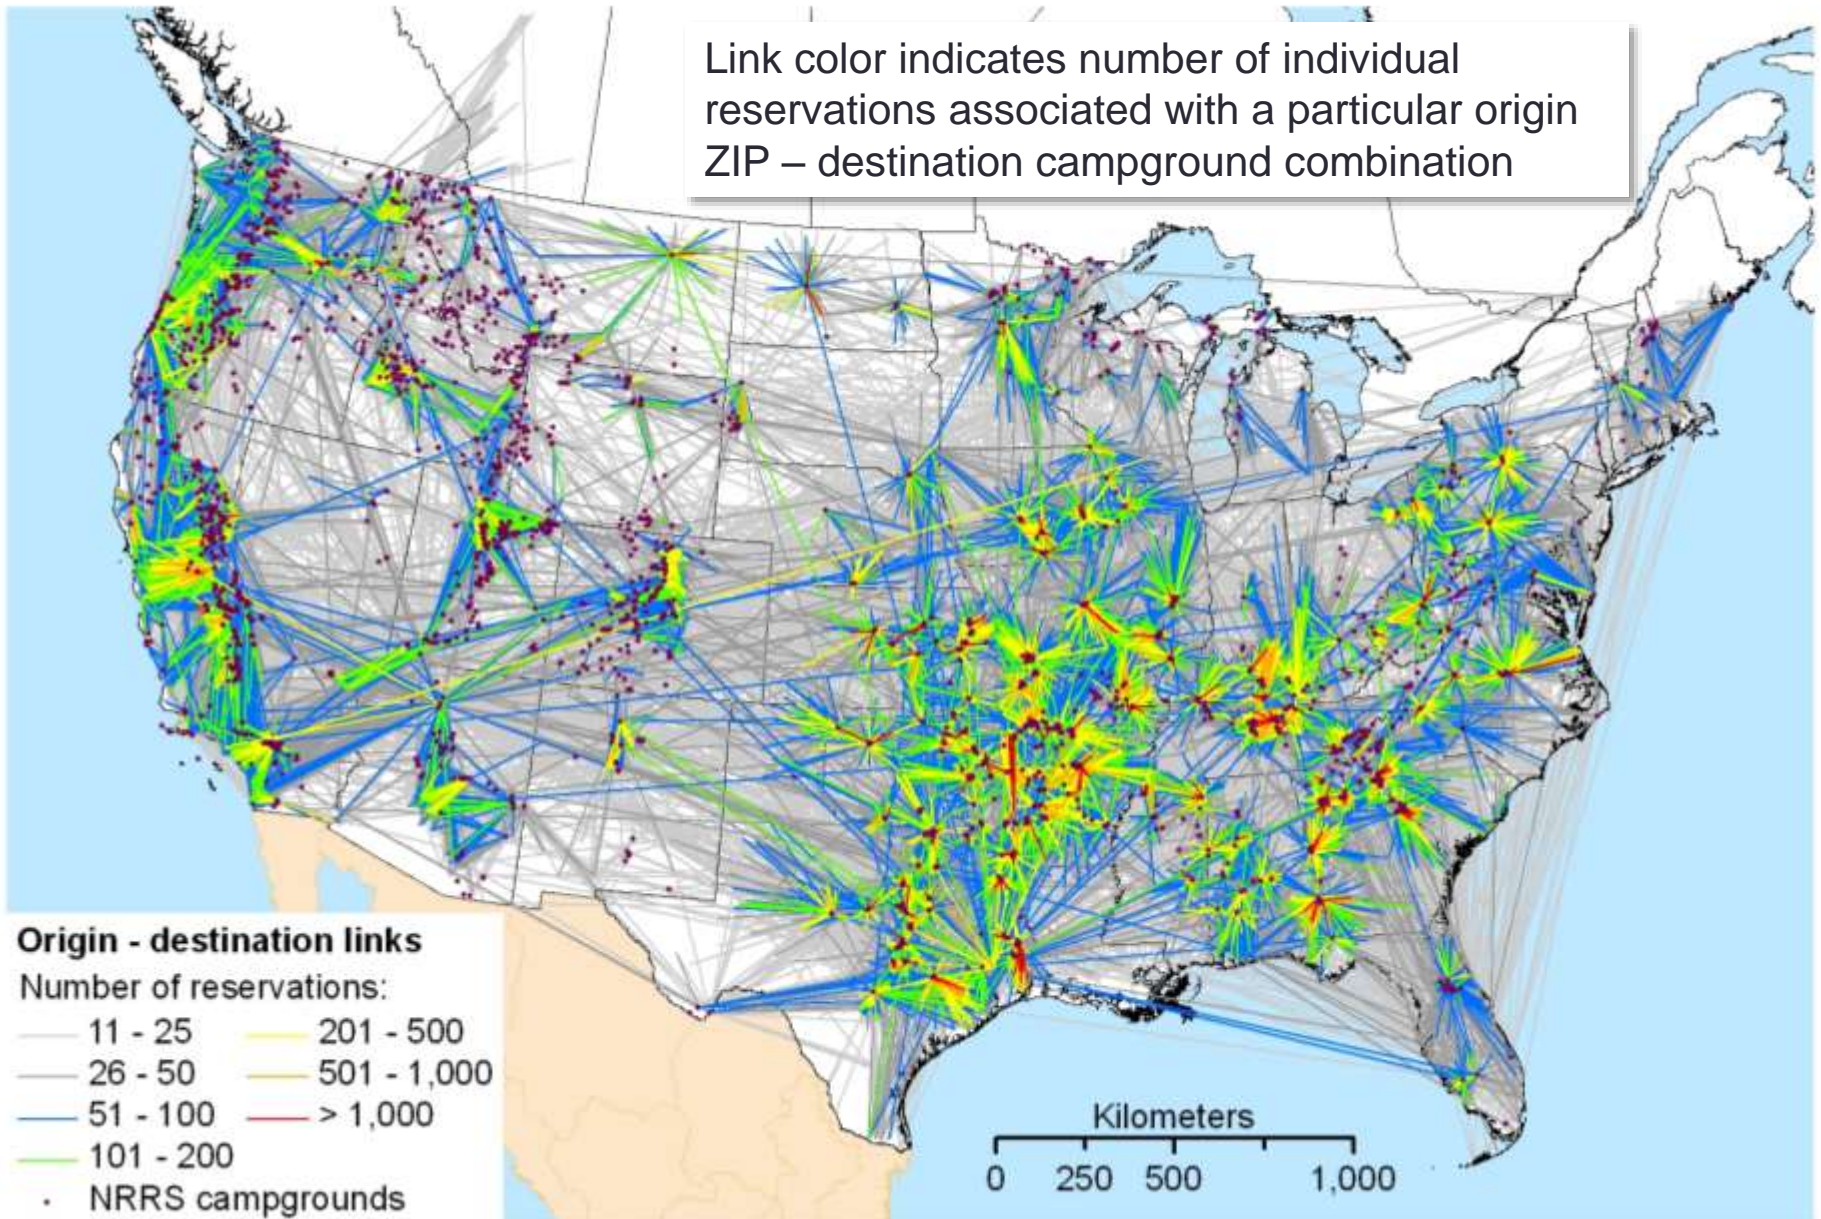 Link color indicates number of individual
reservations associated with a particular origin
ZIP – destination campground combination
Origin - destination links
Number of reservations:
11 - 25
201 - 500
26 - 50
501 - 1,000
51 - 100
> 1,000
101 - 200
NRRS campgrounds
Kilometers
0 250 500 1,000